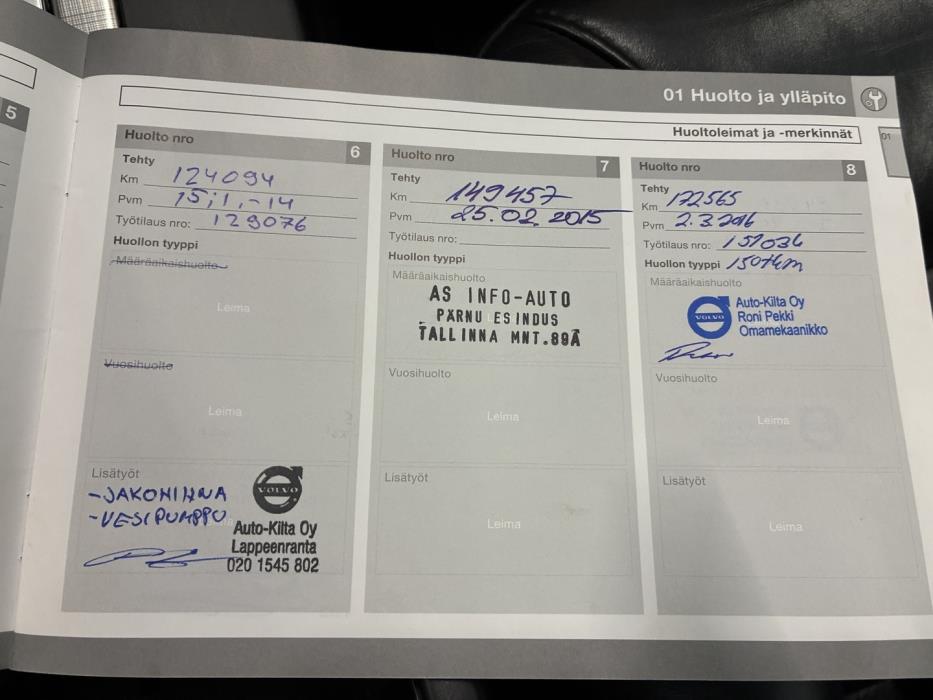 01 Huolto ja ylläpito
Huoltoleimat ja -merkinnät
01
5
Huolto nro 6
Tehty
Km 124094
Pvm 15,1,-14
Työtilaus nro: 129076
Huollon tyyppi
Määräaikaishuolto
Leima
Vuosihuolto
Leima
Lisätyöt
-JAKOHIHNA
-VESIPUMPPU
VOLVO
Auto-Kilta Oy
Lappeenranta
020 1545 802
Huolto nro 7
Tehty
Km 149457
Pvm 25.02.2015
Työtilaus nro:
Huollon tyyppi
Määräaikaishuolto
AS INFO-AUTO
PÄRNU ESINDUS
TALLINNA MNT.89A
Vuosihuolto
Leima
Lisätyöt
Leima
Huolto nro 8
Tehty
Km 172565
Pvm 2.3.2016
Työtilaus nro: 157036
Huollon tyyppi 150tkm
Määräaikaishuolto
VOLVO
Auto-Kilta Oy
Roni Pekki
Omamekaanikko
Vuosihuolto
Leima
Lisätyöt
Leima